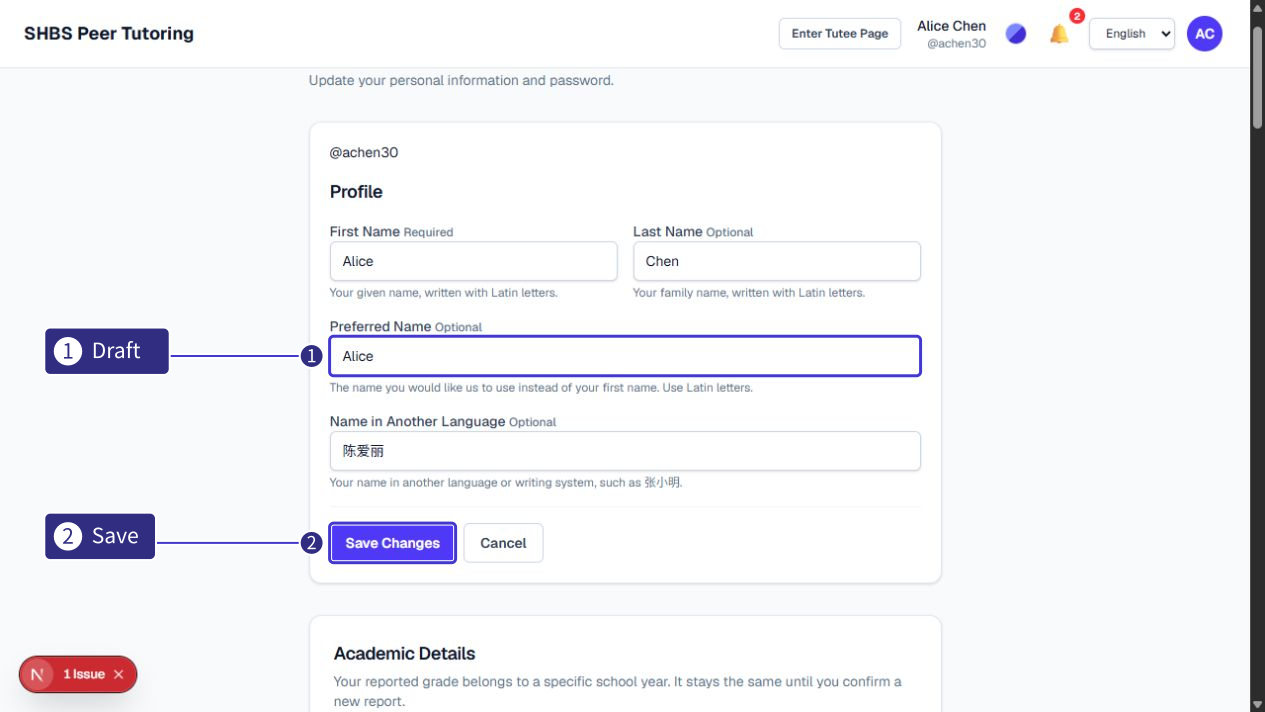 SHBS Peer Tutoring
Enter Tutee Page
Alice Chen
@achen30
2
English
AC
Update your personal information and password.
@achen30
Profile
First Name Required
Last Name Optional
Alice
Chen
Your given name, written with Latin letters.
Your family name, written with Latin letters.
Preferred Name Optional
1 Draft
1
Alice
The name you would like us to use instead of your first name. Use Latin letters.
Name in Another Language Optional
陈爱丽
Your name in another language or writing system, such as 张小明.
2 Save
2
Save Changes
Cancel
Academic Details
Your reported grade belongs to a specific school year. It stays the same until you confirm a
new report.
N
1 Issue ×